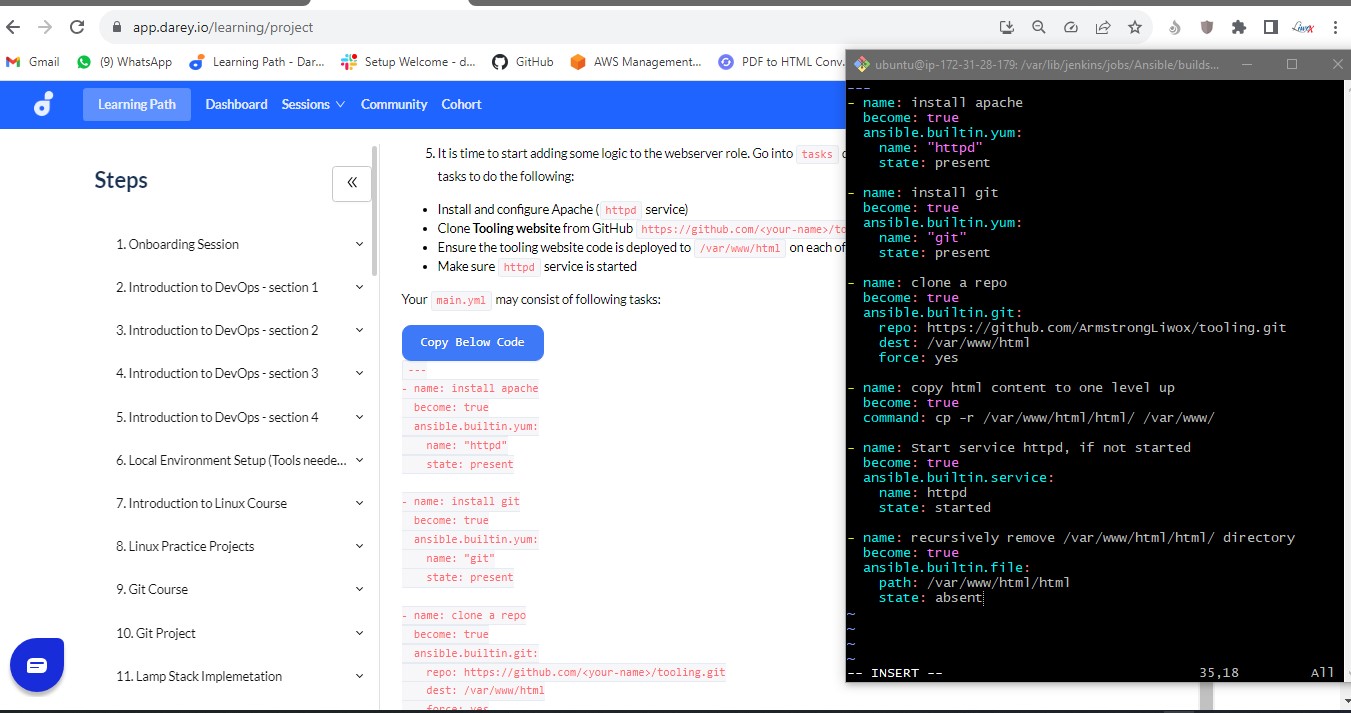 app.darey.io/learning/project
Gmail
(9) WhatsApp
Learning Path - Dar...
Setup Welcome - d...
GitHub
AWS Management...
PDF to HTML Conv...
Learning Path
Dashboard
Sessions
Community
Cohort
Steps
1. Onboarding Session
2. Introduction to DevOps - section 1
3. Introduction to DevOps - section 2
4. Introduction to DevOps - section 3
5. Introduction to DevOps - section 4
6. Local Environment Setup (Tools neede...
7. Introduction to Linux Course
8. Linux Practice Projects
9. Git Course
10. Git Project
11. Lamp Stack Implemetation
5. It is time to start adding some logic to the webserver role. Go into tasks
tasks to do the following:
• Install and configure Apache ( httpd service)
• Clone Tooling website from GitHub https://github.com/<your-name>/to
• Ensure the tooling website code is deployed to /var/www/html on each of
• Make sure httpd service is started
Your main.yml may consist of following tasks:
Copy Below Code
---
- name: install apache
  become: true
  ansible.builtin.yum:
    name: "httpd"
    state: present
- name: install git
  become: true
  ansible.builtin.yum:
    name: "git"
    state: present
- name: clone a repo
  become: true
  ansible.builtin.git:
    repo: https://github.com/<your-name>/tooling.git
    dest: /var/www/html
    force: yes
ubuntu@ip-172-31-28-179: /var/lib/jenkins/jobs/Ansible/builds...
---
- name: install apache
  become: true
  ansible.builtin.yum:
    name: "httpd"
    state: present
- name: install git
  become: true
  ansible.builtin.yum:
    name: "git"
    state: present
- name: clone a repo
  become: true
  ansible.builtin.git:
    repo: https://github.com/ArmstrongLiwox/tooling.git
    dest: /var/www/html
    force: yes
- name: copy html content to one level up
  become: true
  command: cp -r /var/www/html/html/ /var/www/
- name: Start service httpd, if not started
  become: true
  ansible.builtin.service:
    name: httpd
    state: started
- name: recursively remove /var/www/html/html/ directory
  become: true
  ansible.builtin.file:
    path: /var/www/html/html
    state: absent
~
~
~
~
-- INSERT -- 35,18 All